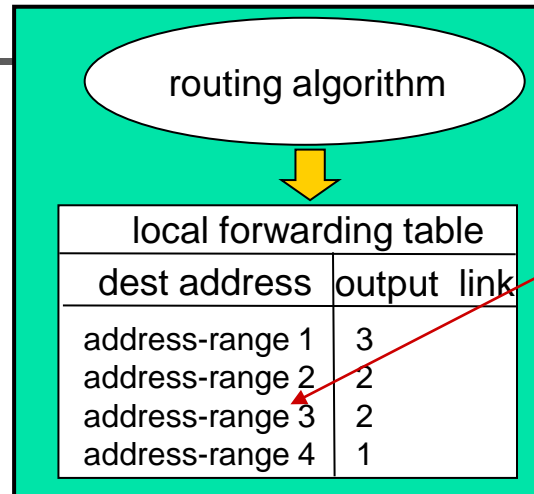 routing algorithm
local forwarding table
dest address output link
address-range 1 3
address-range 2 2
address-range 3 2
address-range 4 1